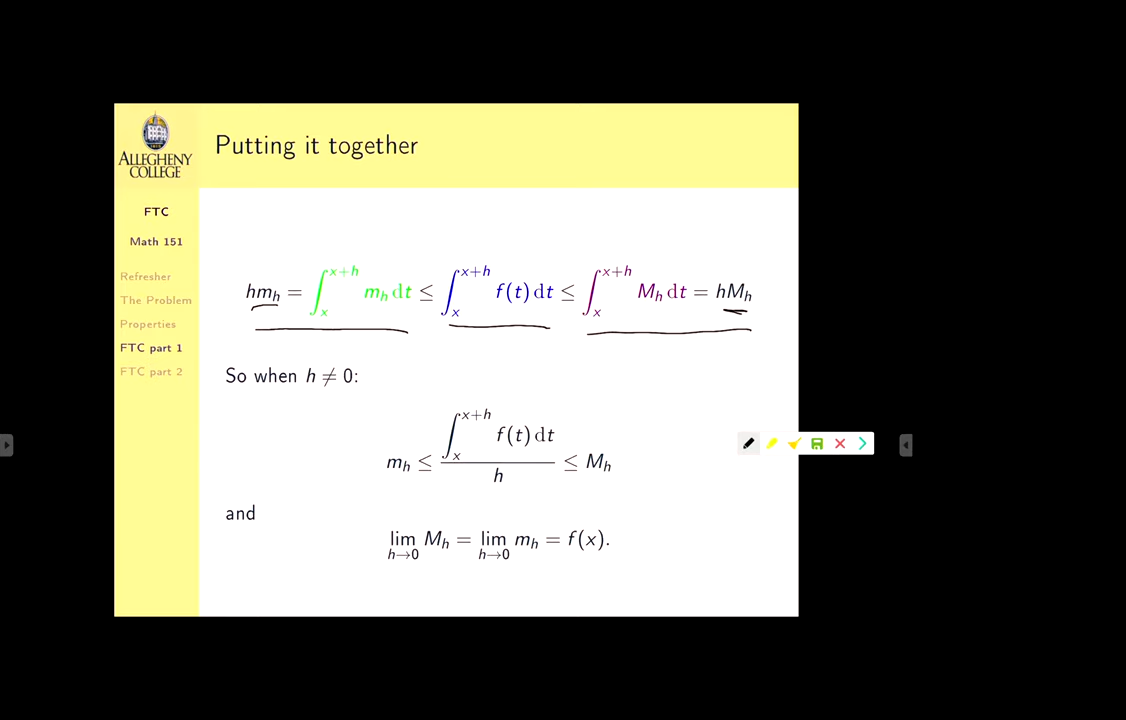 Putting it together
ALLEGHENY
COLLEGE
FTC
Math 151
Refresher
The Problem
Properties
FTC part 1
FTC part 2
hm_h = ∫_x^{x+h} m_h dt ≤ ∫_x^{x+h} f(t) dt ≤ ∫_x^{x+h} M_h dt = hM_h
So when h ≠ 0:
m_h ≤ \frac{∫_x^{x+h} f(t) dt}{h} ≤ M_h
and
lim_{h→0} M_h = lim_{h→0} m_h = f(x).